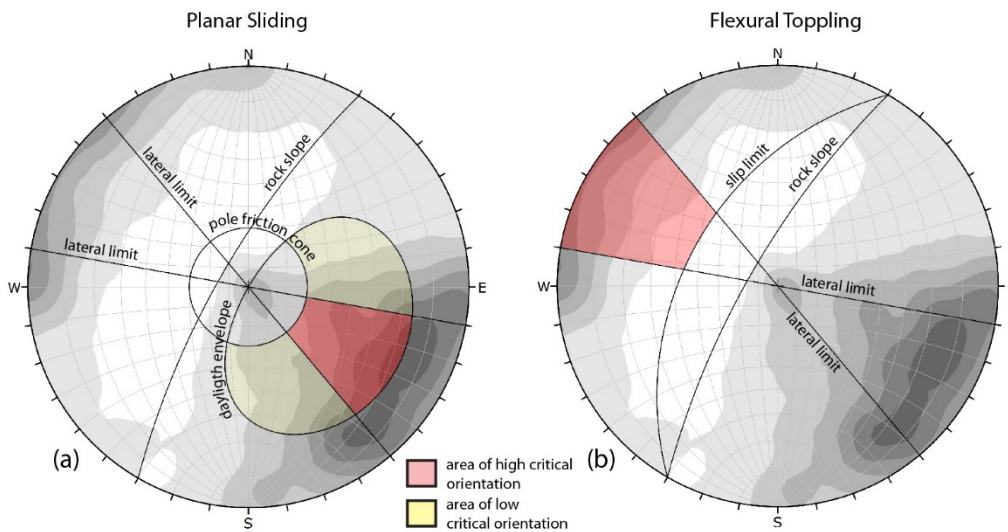 Planar Sliding
Flexural Toppling
N
N
lateral limit
rock slope
slip limit
rock slope
pole friction cone
lateral limit
W
E
W
lateral limit
dayligth envelope
lateral limit
(a)
(b)
area of high critical
orientation
area of low
critical orientation
S
S